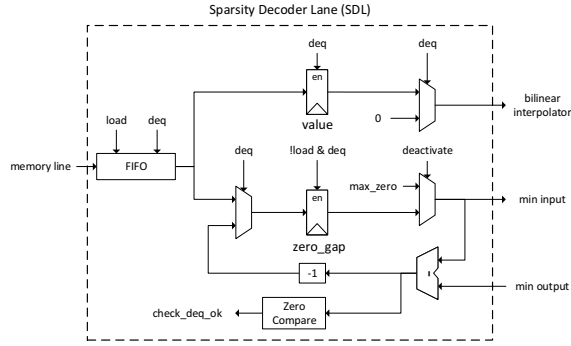 Sparsity Decoder Lane (SDL)
deq
deq
en
value
0
bilinear
interpolator
load
deq
memory line
FIFO
deq
!load & deq
deactivate
max_zero
en
zero_gap
min input
-1
-
min output
check_deq_ok
Zero
Compare